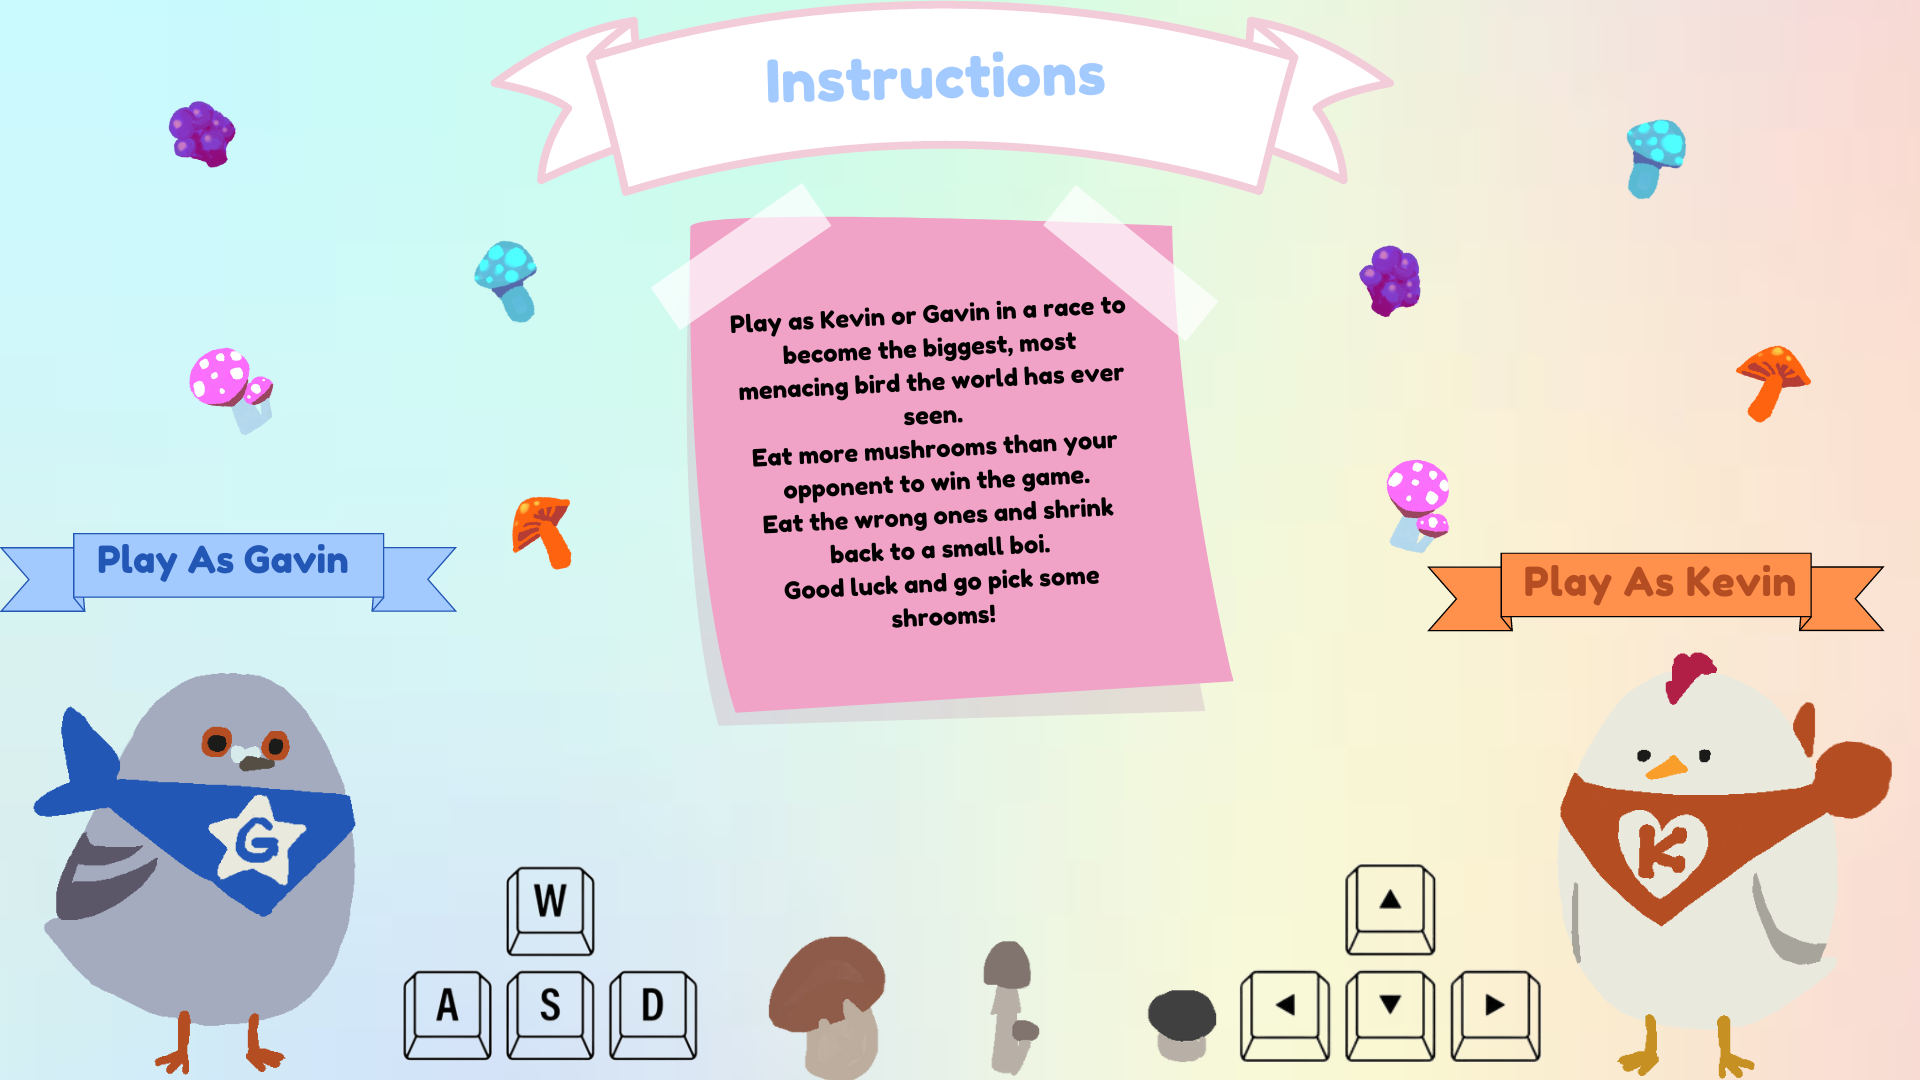 Instructions
Play as Kevin or Gavin in a race to
become the biggest, most
menacing bird the world has ever
seen.
Eat more mushrooms than your
opponent to win the game.
Eat the wrong ones and shrink
back to a small boi.
Good luck and go pick some
shrooms!
Play As Gavin
Play As Kevin
G
K
W
A S D
▲
◄ ▼ ►